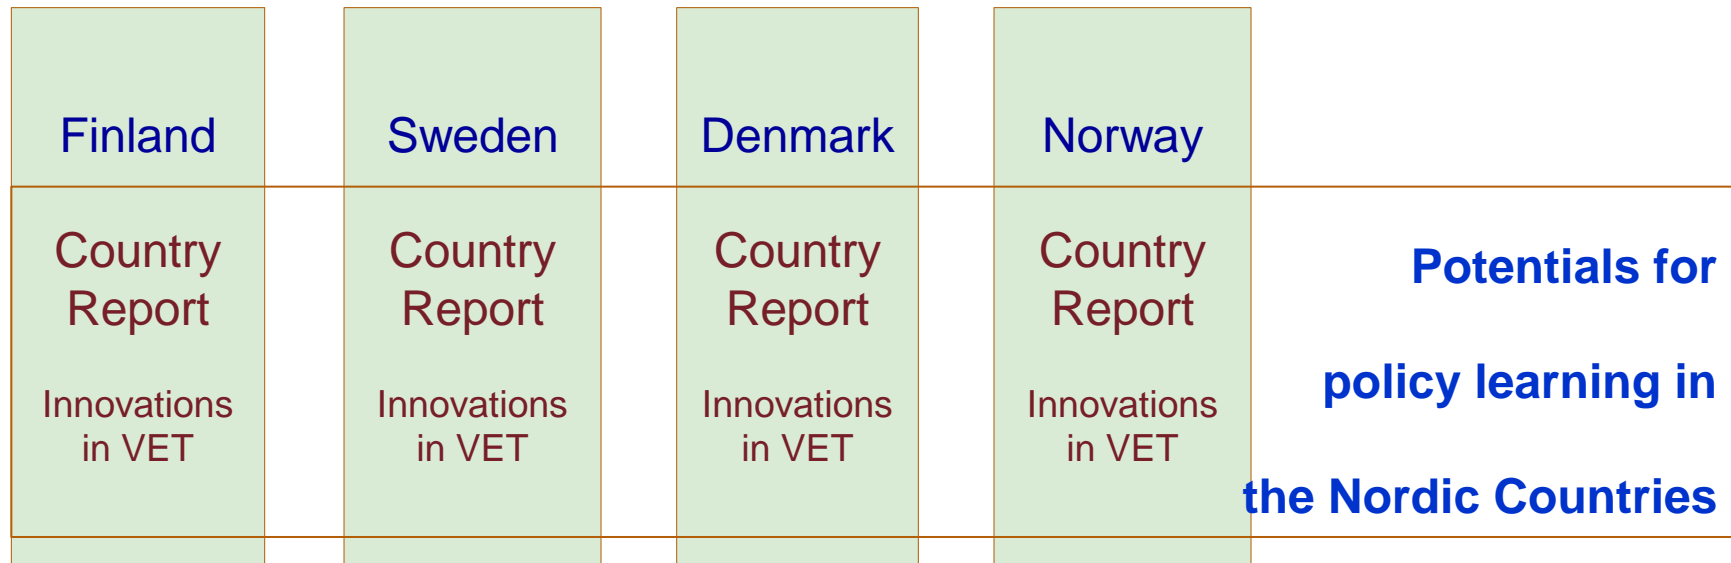 Finland
Sweden
Denmark
Norway
Country
Report
Innovations
in VET
Country
Report
Innovations
in VET
Country
Report
Innovations
in VET
Country
Report
Innovations
in VET
Potentials for
policy learning in
the Nordic Countries